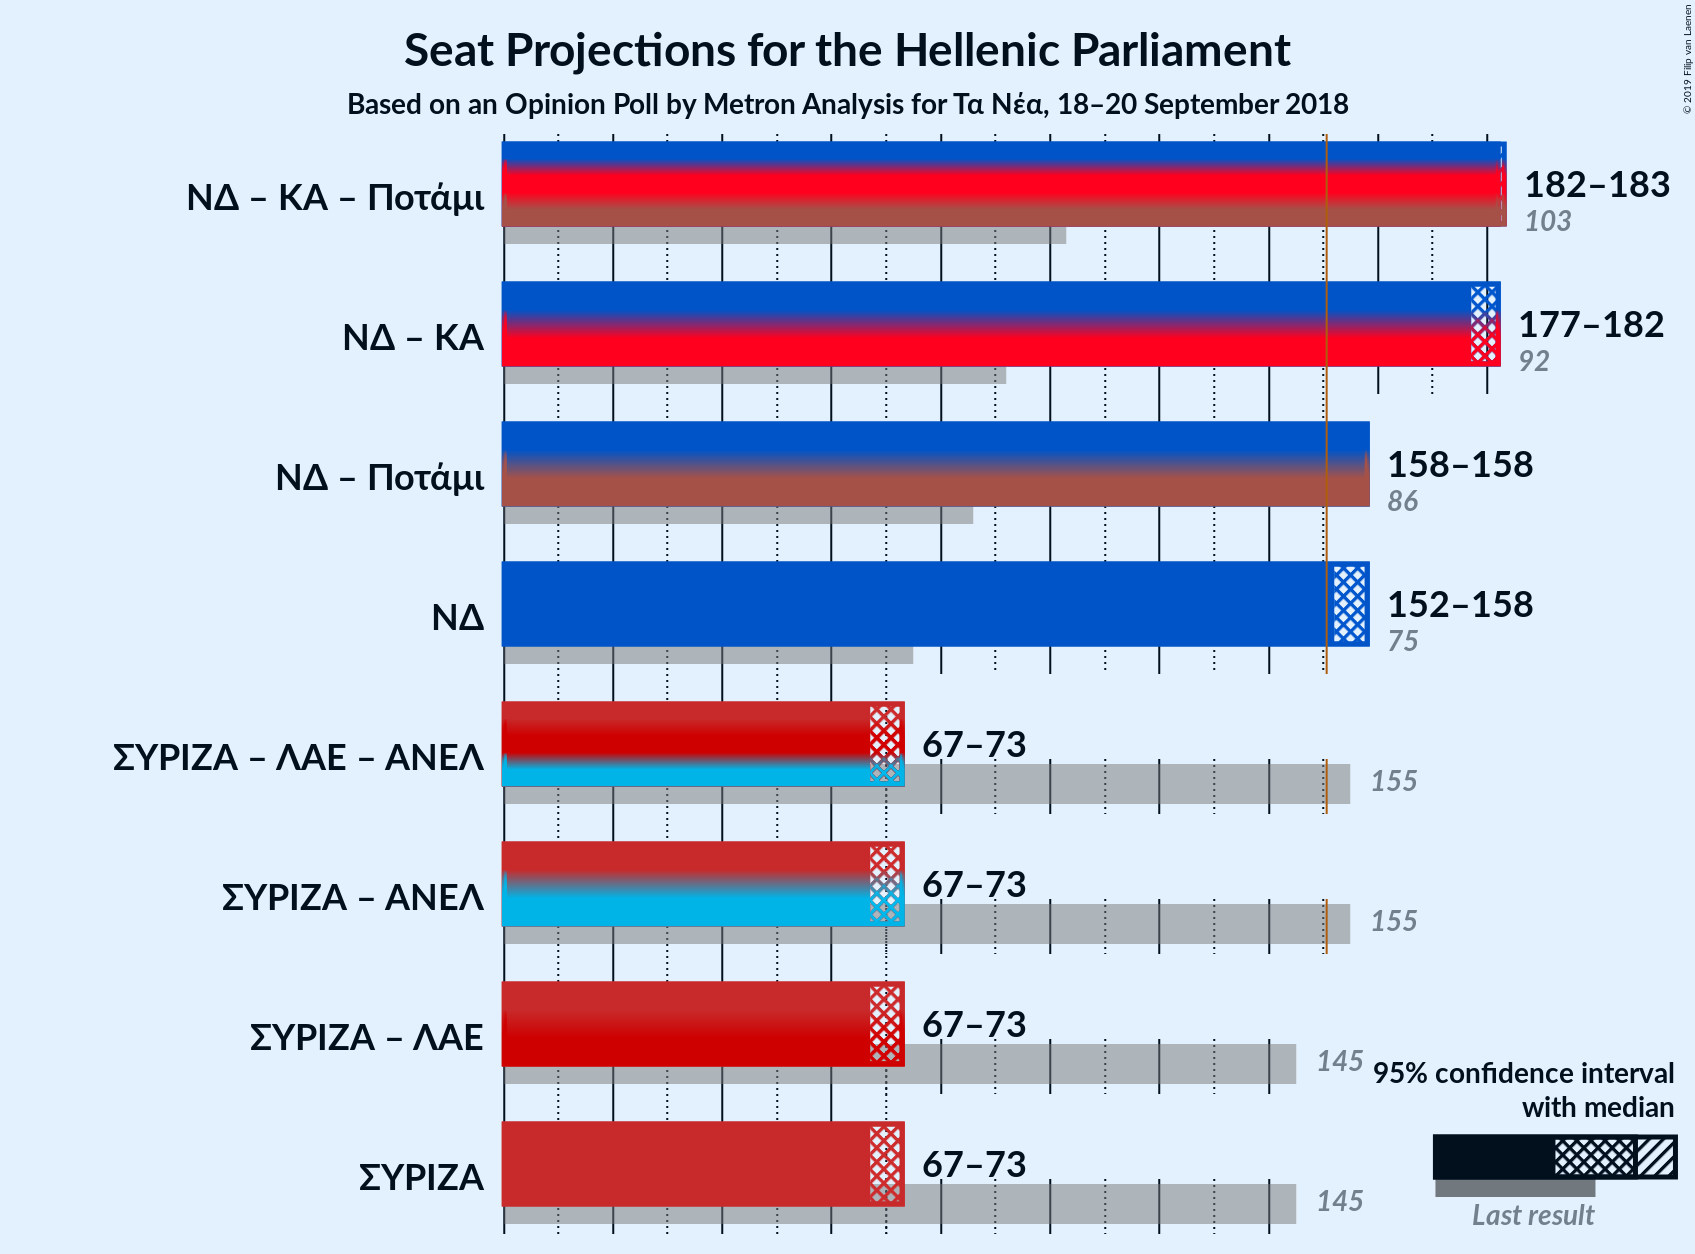 Seat Projections for the Hellenic Parliament
Based on an Opinion Poll by Metron Analysis for Τα Νέα, 18–20 September 2018
© 2019 Filip van Laenen
ΝΔ – ΚΑ – Ποτάμι
182–183
103
ΝΔ – ΚΑ
177–182
92
ΝΔ – Ποτάμι
158–158
86
ΝΔ
152–158
75
ΣΥΡΙΖΑ – ΛΑΕ – ΑΝΕΛ
67–73
155
ΣΥΡΙΖΑ – ΑΝΕΛ
67–73
155
ΣΥΡΙΖΑ – ΛΑΕ
67–73
145
ΣΥΡΙΖΑ
67–73
145
95% confidence interval
with median
Last result